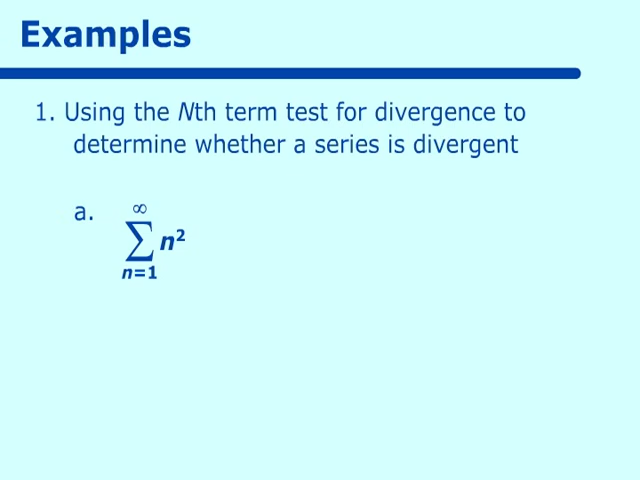 Examples
1. Using the Nth term test for divergence to
determine whether a series is divergent
a.
∞
∑ n²
n=1